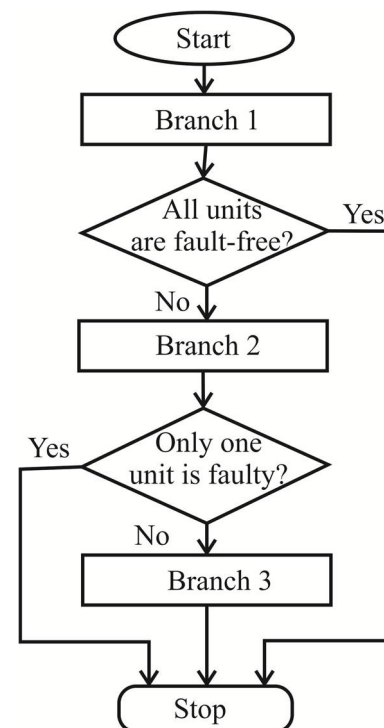 Start
Branch 1
All units
are fault-free?
Yes
No
Branch 2
Yes
Only one
unit is faulty?
No
Branch 3
Stop